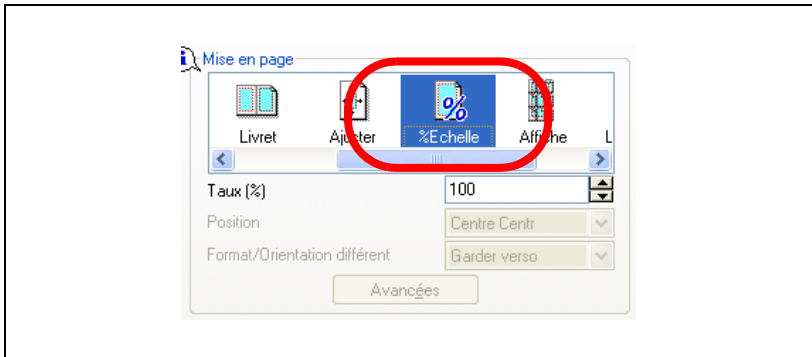 Mise en page
Livret Ajuster %Echelle Affiche L
Taux (%) 100
Position Centre Centr
Format/Orientation différent Garder verso
Avancées